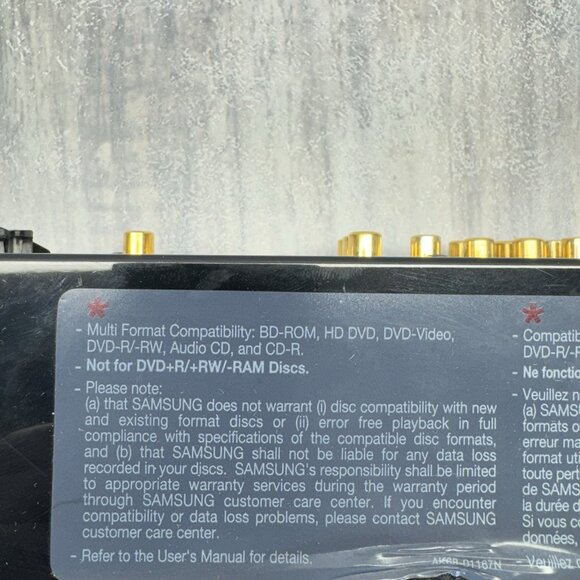 - Multi Format Compatibility: BD-ROM, HD DVD, DVD-Video,
DVD-R/-RW, Audio CD, and CD-R.
- Not for DVD+R/+RW/-RAM Discs.
- Please note:
(a) that SAMSUNG does not warrant (i) disc compatibility with new
and existing format discs or (ii) error free playback in full
compliance with specifications of the compatible disc formats,
and (b) that SAMSUNG shall not be liable for any data loss
recorded in your discs. SAMSUNG's responsibility shall be limited
to appropriate warranty services during the warranty period
through SAMSUNG customer care center. If you encounter
compatibility or data loss problems, please contact SAMSUNG
customer care center.
- Refer to the User's Manual for details.
AK68-01167N
- Compatib
DVD-R/-R
- Ne fonctio
- Veuillez n
(a) SAMS
formats o
erreur ma
format uti
toute pert
de SAMS
la durée d
Si vous c
données,
- Veuillez